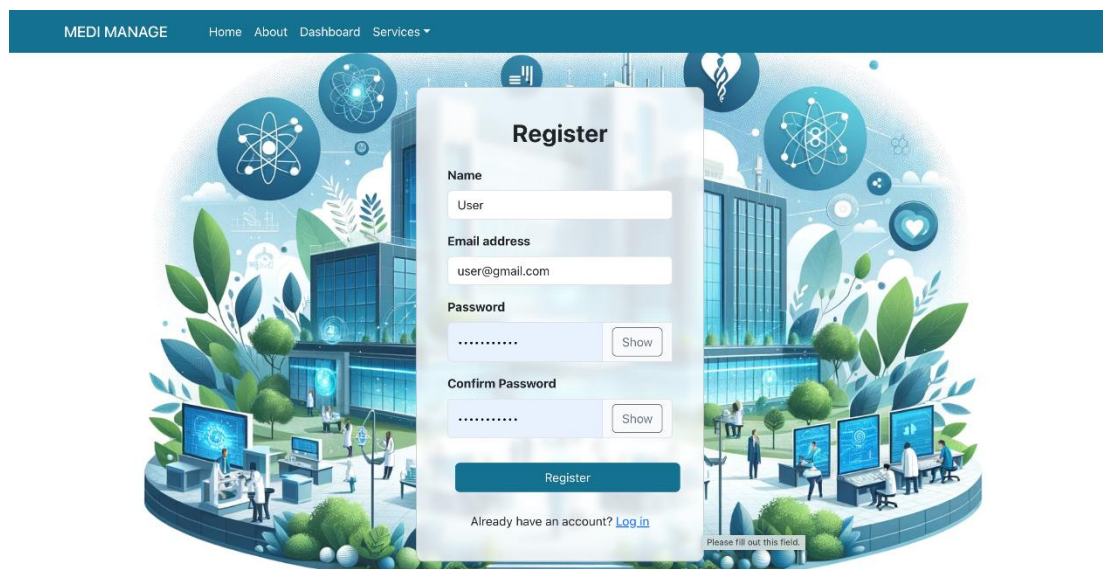 MEDI MANAGE Home About Dashboard Services
Register
Name
User
Email address
user@gmail.com
Password
........... Show
Confirm Password
........... Show
Register
Already have an account? Log in
Please fill out this field.